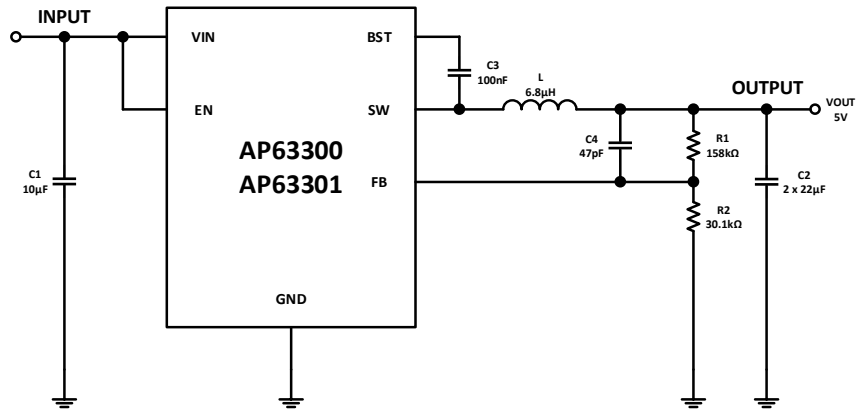 INPUT
VIN
BST
C3
100nF
L
6.8µH
OUTPUT
VOUT
5V
EN
SW
AP63300
AP63301
C4
47pF
R1
158kΩ
C1
10µF
FB
C2
2 x 22µF
R2
30.1kΩ
GND